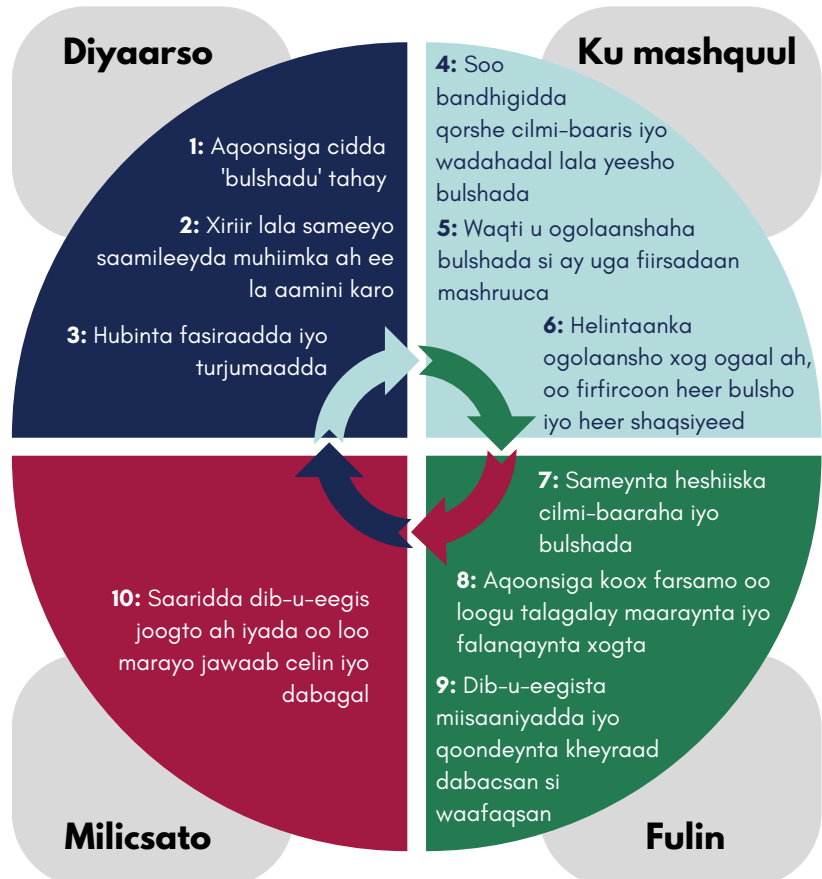 Diyaarso
1: Aqoonsiga cidda
'bulshadu' tahay
2: Xiriir lala sameeyo
saamileeyda muhiimka ah ee
la aamini karo
3: Hubinta fasiraadda iyo
turjumaadda
Ku mashquul
4: Soo
bandhigidda
qorshe cilmi-baaris iyo
wadahadal lala yeesho
bulshada
5: Waqti u ogolaanshaha
bulshada si ay uga fiirsadaan
mashruuca
6: Helintaanka
ogolaansho xog ogaal ah,
oo firfircoon heer bulsho
iyo heer shaqsiyeed
7: Sameynta heshiiska
cilmi-baaraha iyo
bulshada
8: Aqoonsiga koox farsamo oo
loogu talagalay maaraynta iyo
falanqaynta xogta
9: Dib-u-eegista
miisaaniyadda iyo
qoondeynta kheyraad
dabacsan si
waafaqsan
Fulin
10: Saaridda dib-u-eegis
joogto ah iyada oo loo
marayo jawaab celin iyo
dabagal
Milicsato